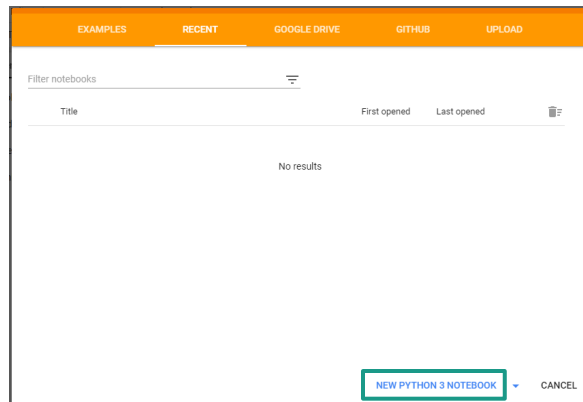 EXAMPLES RECENT GOOGLE DRIVE GITHUB UPLOAD
Filter notebooks
Title First opened Last opened
No results
NEW PYTHON 3 NOTEBOOK CANCEL